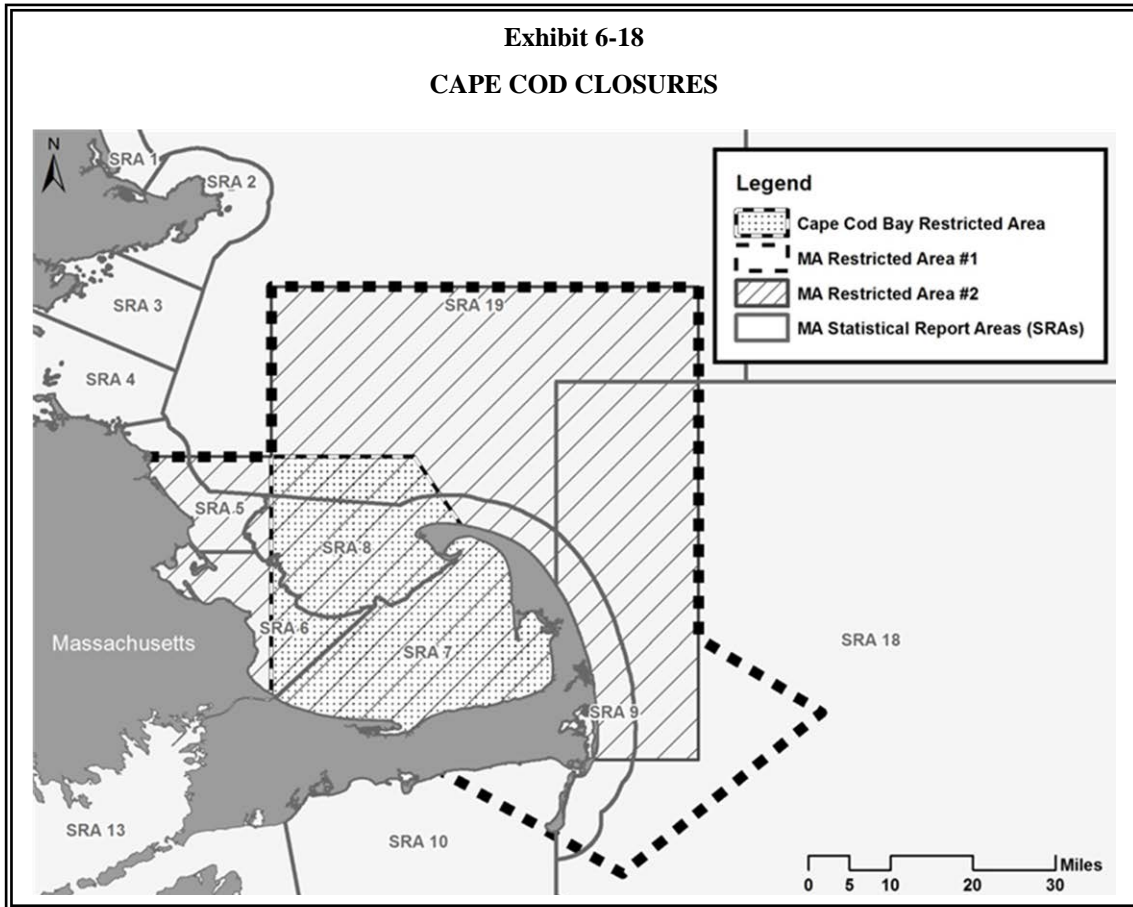 Exhibit 6-18
CAPE COD CLOSURES
N
SRA 1
SRA 2
Legend
Cape Cod Bay Restricted Area
MA Restricted Area #1
MA Restricted Area #2
MA Statistical Report Areas (SRAs)
SRA 3
SRA 19
SRA 4
SRA 5
SRA 8
SRA 6
Massachusetts
SRA 7
SRA 18
SRA 9
SRA 13
SRA 10
Miles
0 5 10 20 30